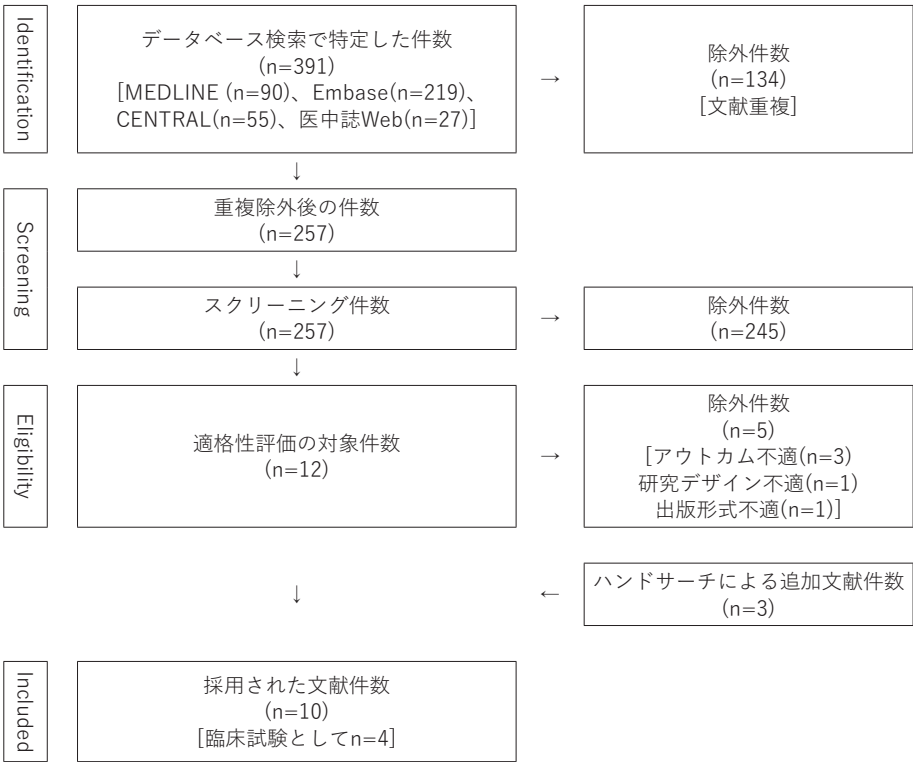 Identification
データベース検索で特定した件数
(n=391)
[MEDLINE (n=90)、Embase(n=219)、
CENTRAL(n=55)、医中誌Web(n=27)]
→
除外件数
(n=134)
[文献重複]
↓
Screening
重複除外後の件数
(n=257)
↓
スクリーニング件数
(n=257)
→
除外件数
(n=245)
↓
Eligibility
適格性評価の対象件数
(n=12)
→
除外件数
(n=5)
[アウトカム不適(n=3)
研究デザイン不適(n=1)
出版形式不適(n=1)]
↓
←
ハンドサーチによる追加文献件数
(n=3)
Included
採用された文献件数
(n=10)
[臨床試験としてn=4]